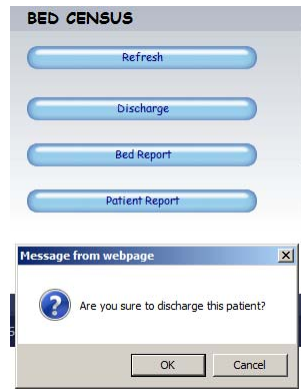 BED CENSUS
Refresh
Discharge
Bed Report
Patient Report
Message from webpage
Are you sure to discharge this patient?
OK
Cancel